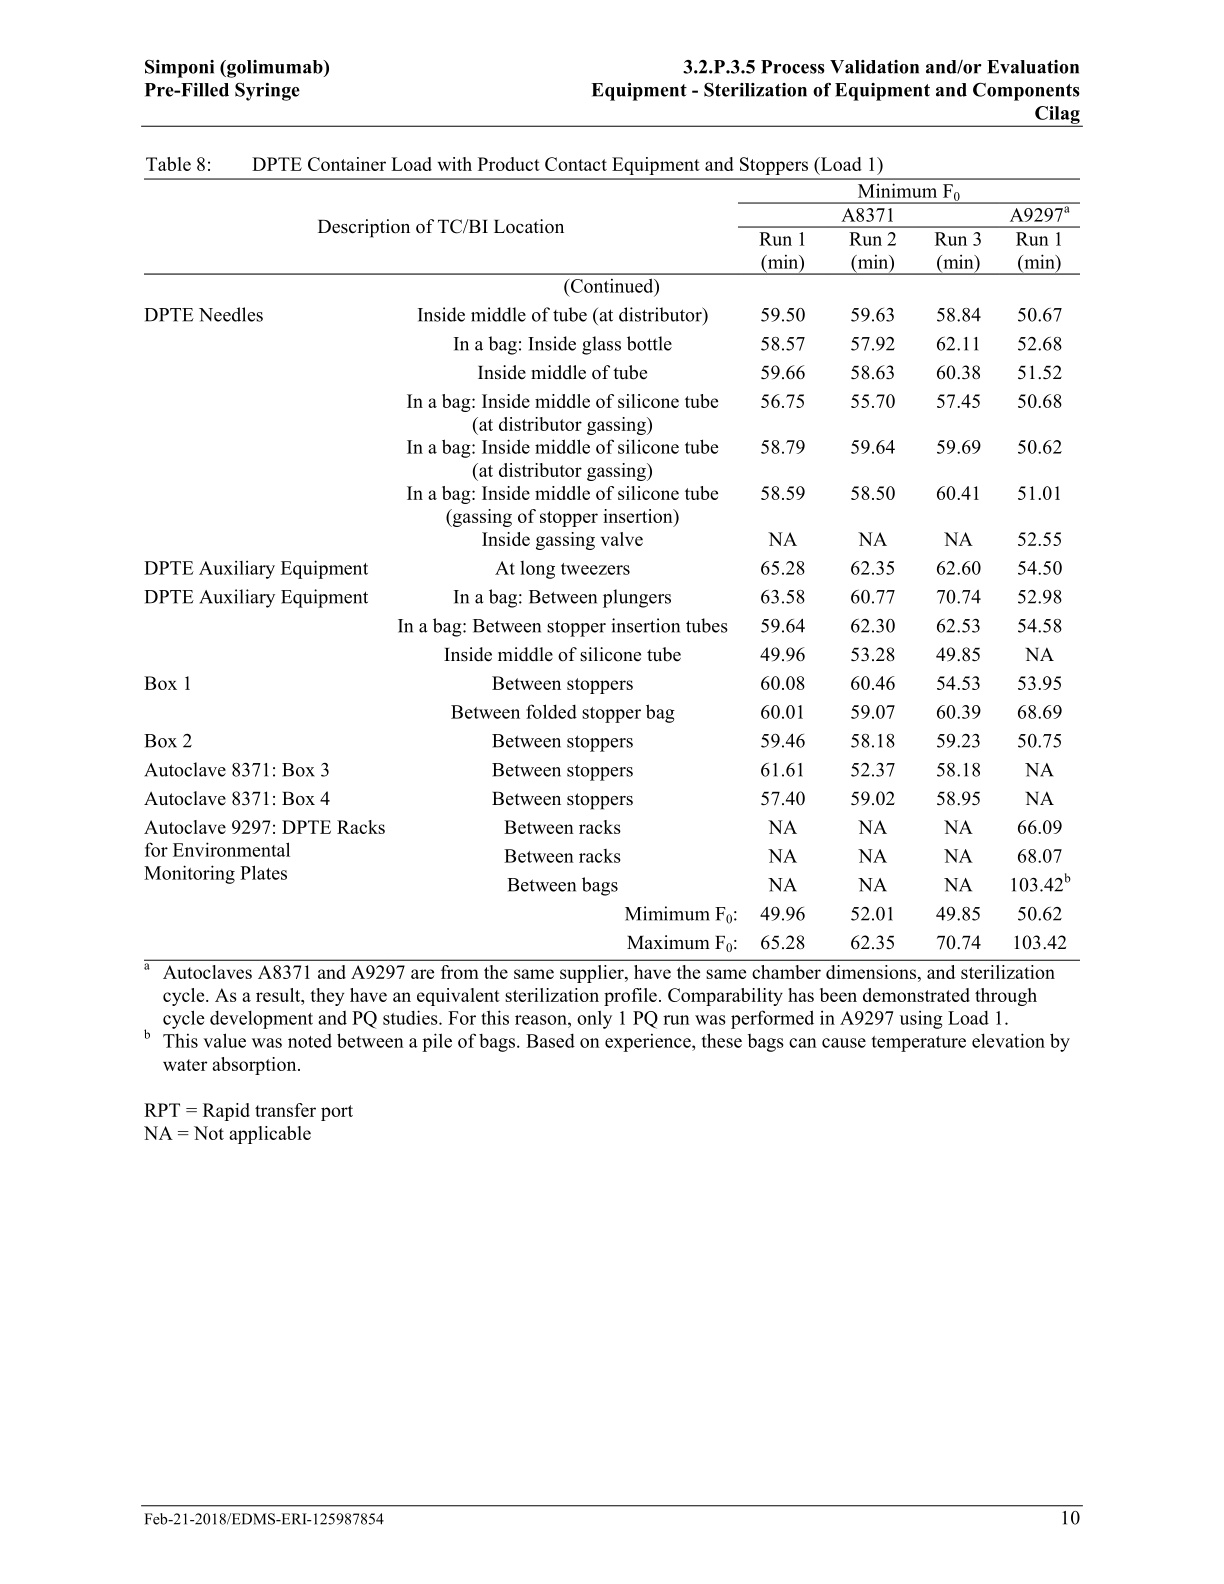 Simponi (golimumab) 3.2.P.3.5 Process Validation and/or Evaluation
Pre-Filled Syringe Equipment - Sterilization of Equipment and Components
Cilag
Table 8: DPTE Container Load with Product Contact Equipment and Stoppers (Load 1)
Minimum F0
A8371 A9297a
Description of TC/BI Location
Run 1 Run 2 Run 3 Run 1
(min) (min) (min) (min)
(Continued)
DPTE Needles Inside middle of tube (at distributor) 59.50 59.63 58.84 50.67
In a bag: Inside glass bottle 58.57 57.92 62.11 52.68
Inside middle of tube 59.66 58.63 60.38 51.52
In a bag: Inside middle of silicone tube 56.75 55.70 57.45 50.68
(at distributor gassing)
In a bag: Inside middle of silicone tube 58.79 59.64 59.69 50.62
(at distributor gassing)
In a bag: Inside middle of silicone tube 58.59 58.50 60.41 51.01
(gassing of stopper insertion)
Inside gassing valve NA NA NA 52.55
DPTE Auxiliary Equipment At long tweezers 65.28 62.35 62.60 54.50
DPTE Auxiliary Equipment In a bag: Between plungers 63.58 60.77 70.74 52.98
In a bag: Between stopper insertion tubes 59.64 62.30 62.53 54.58
Inside middle of silicone tube 49.96 53.28 49.85 NA
Box 1 Between stoppers 60.08 60.46 54.53 53.95
Between folded stopper bag 60.01 59.07 60.39 68.69
Box 2 Between stoppers 59.46 58.18 59.23 50.75
Autoclave 8371: Box 3 Between stoppers 61.61 52.37 58.18 NA
Autoclave 8371: Box 4 Between stoppers 57.40 59.02 58.95 NA
Autoclave 9297: DPTE Racks Between racks NA NA NA 66.09
for Environmental Between racks NA NA NA 68.07
Monitoring Plates Between bags NA NA NA 103.42b
Mimimum F0: 49.96 52.01 49.85 50.62
Maximum F0: 65.28 62.35 70.74 103.42
a Autoclaves A8371 and A9297 are from the same supplier, have the same chamber dimensions, and sterilization
cycle. As a result, they have an equivalent sterilization profile. Comparability has been demonstrated through
cycle development and PQ studies. For this reason, only 1 PQ run was performed in A9297 using Load 1.
b This value was noted between a pile of bags. Based on experience, these bags can cause temperature elevation by
water absorption.
RPT = Rapid transfer port
NA = Not applicable
Feb-21-2018/EDMS-ERI-125987854 10